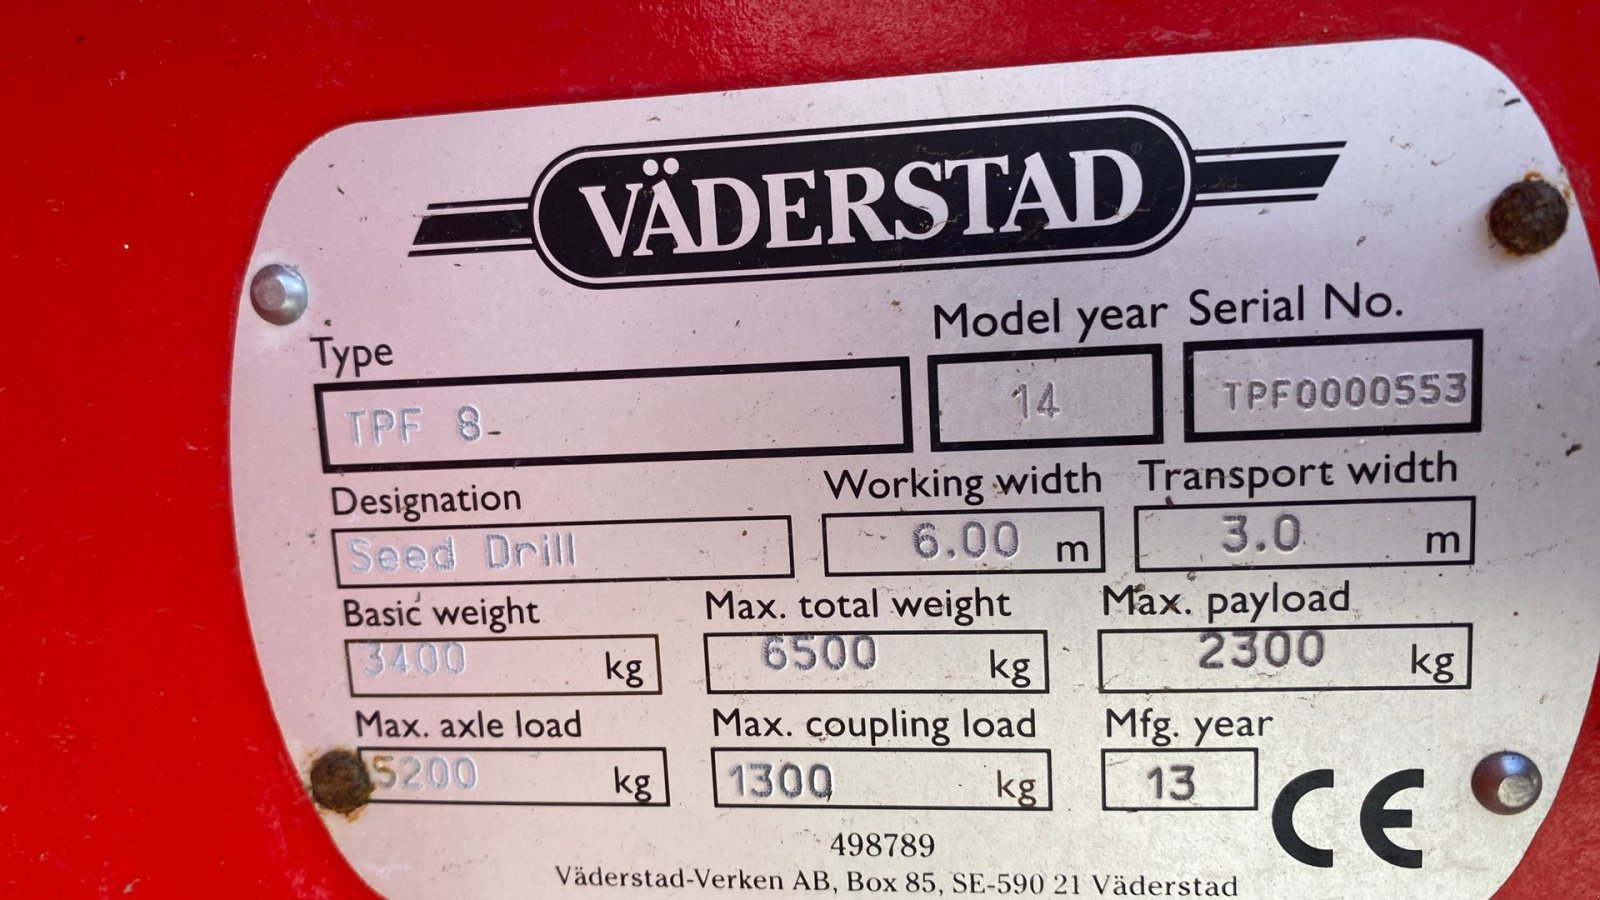 VÄDERSTAD
Type Model year Serial No.
TPF 8- 14 TPF0000553
Designation Working width Transport width
Seed Drill 6.00 m 3.0 m
Basic weight Max. total weight Max. payload
3400 kg 6500 kg 2300 kg
Max. axle load Max. coupling load Mfg. year
5200 kg 1300 kg 13
CE
498789
Väderstad-Verken AB, Box 85, SE-590 21 Väderstad